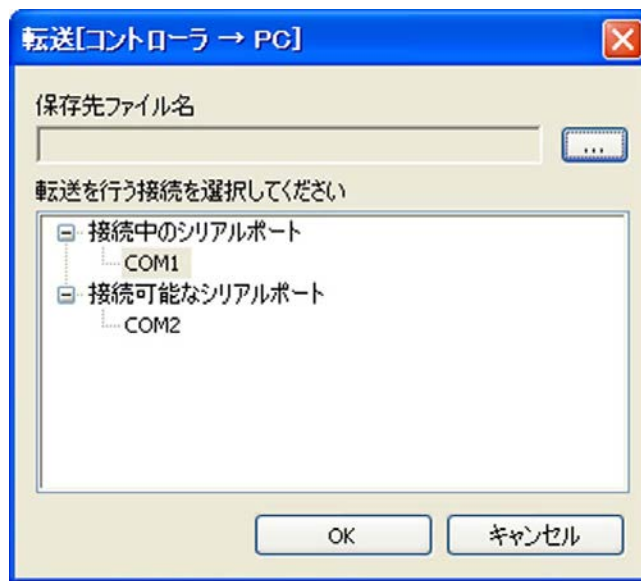 転送[コントローラ → PC]
保存先ファイル名
...
転送を行う接続を選択してください
接続中のシリアルポート
COM1
接続可能なシリアルポート
COM2
OK キャンセル